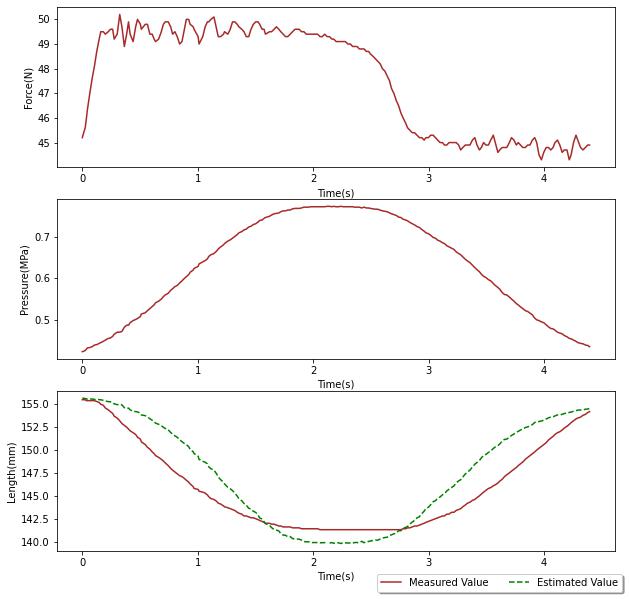 50
49
48
47
46
45
Force(N)
0 1 2 3 4
Time(s)
0.7
0.6
0.5
Pressure(MPa)
0 1 2 3 4
Time(s)
155.0
152.5
150.0
147.5
145.0
142.5
140.0
Length(mm)
0 1 2 3 4
Time(s)
Measured Value Estimated Value